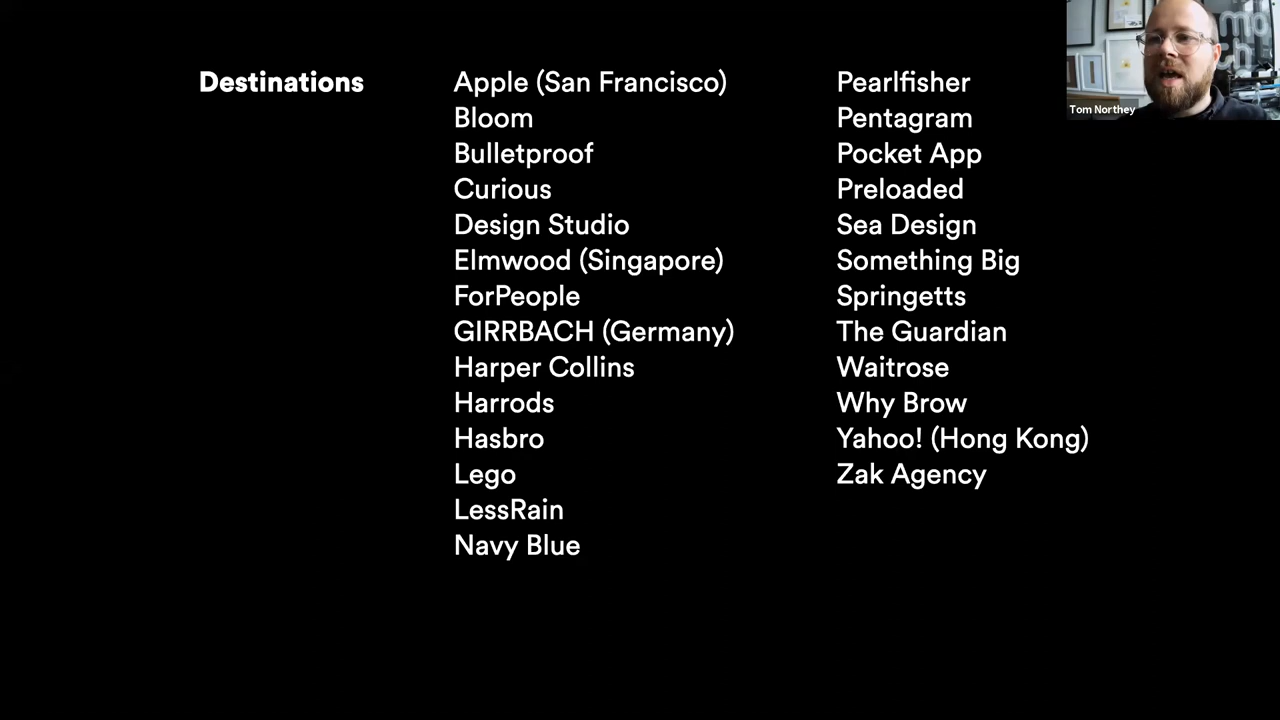 Destinations
Apple (San Francisco)
Bloom
Bulletproof
Curious
Design Studio
Elmwood (Singapore)
ForPeople
GIRRBACH (Germany)
Harper Collins
Harrods
Hasbro
Lego
LessRain
Navy Blue
Pearlfisher
Pentagram
Pocket App
Preloaded
Sea Design
Something Big
Springetts
The Guardian
Waitrose
Why Brow
Yahoo! (Hong Kong)
Zak Agency
Tom Northey